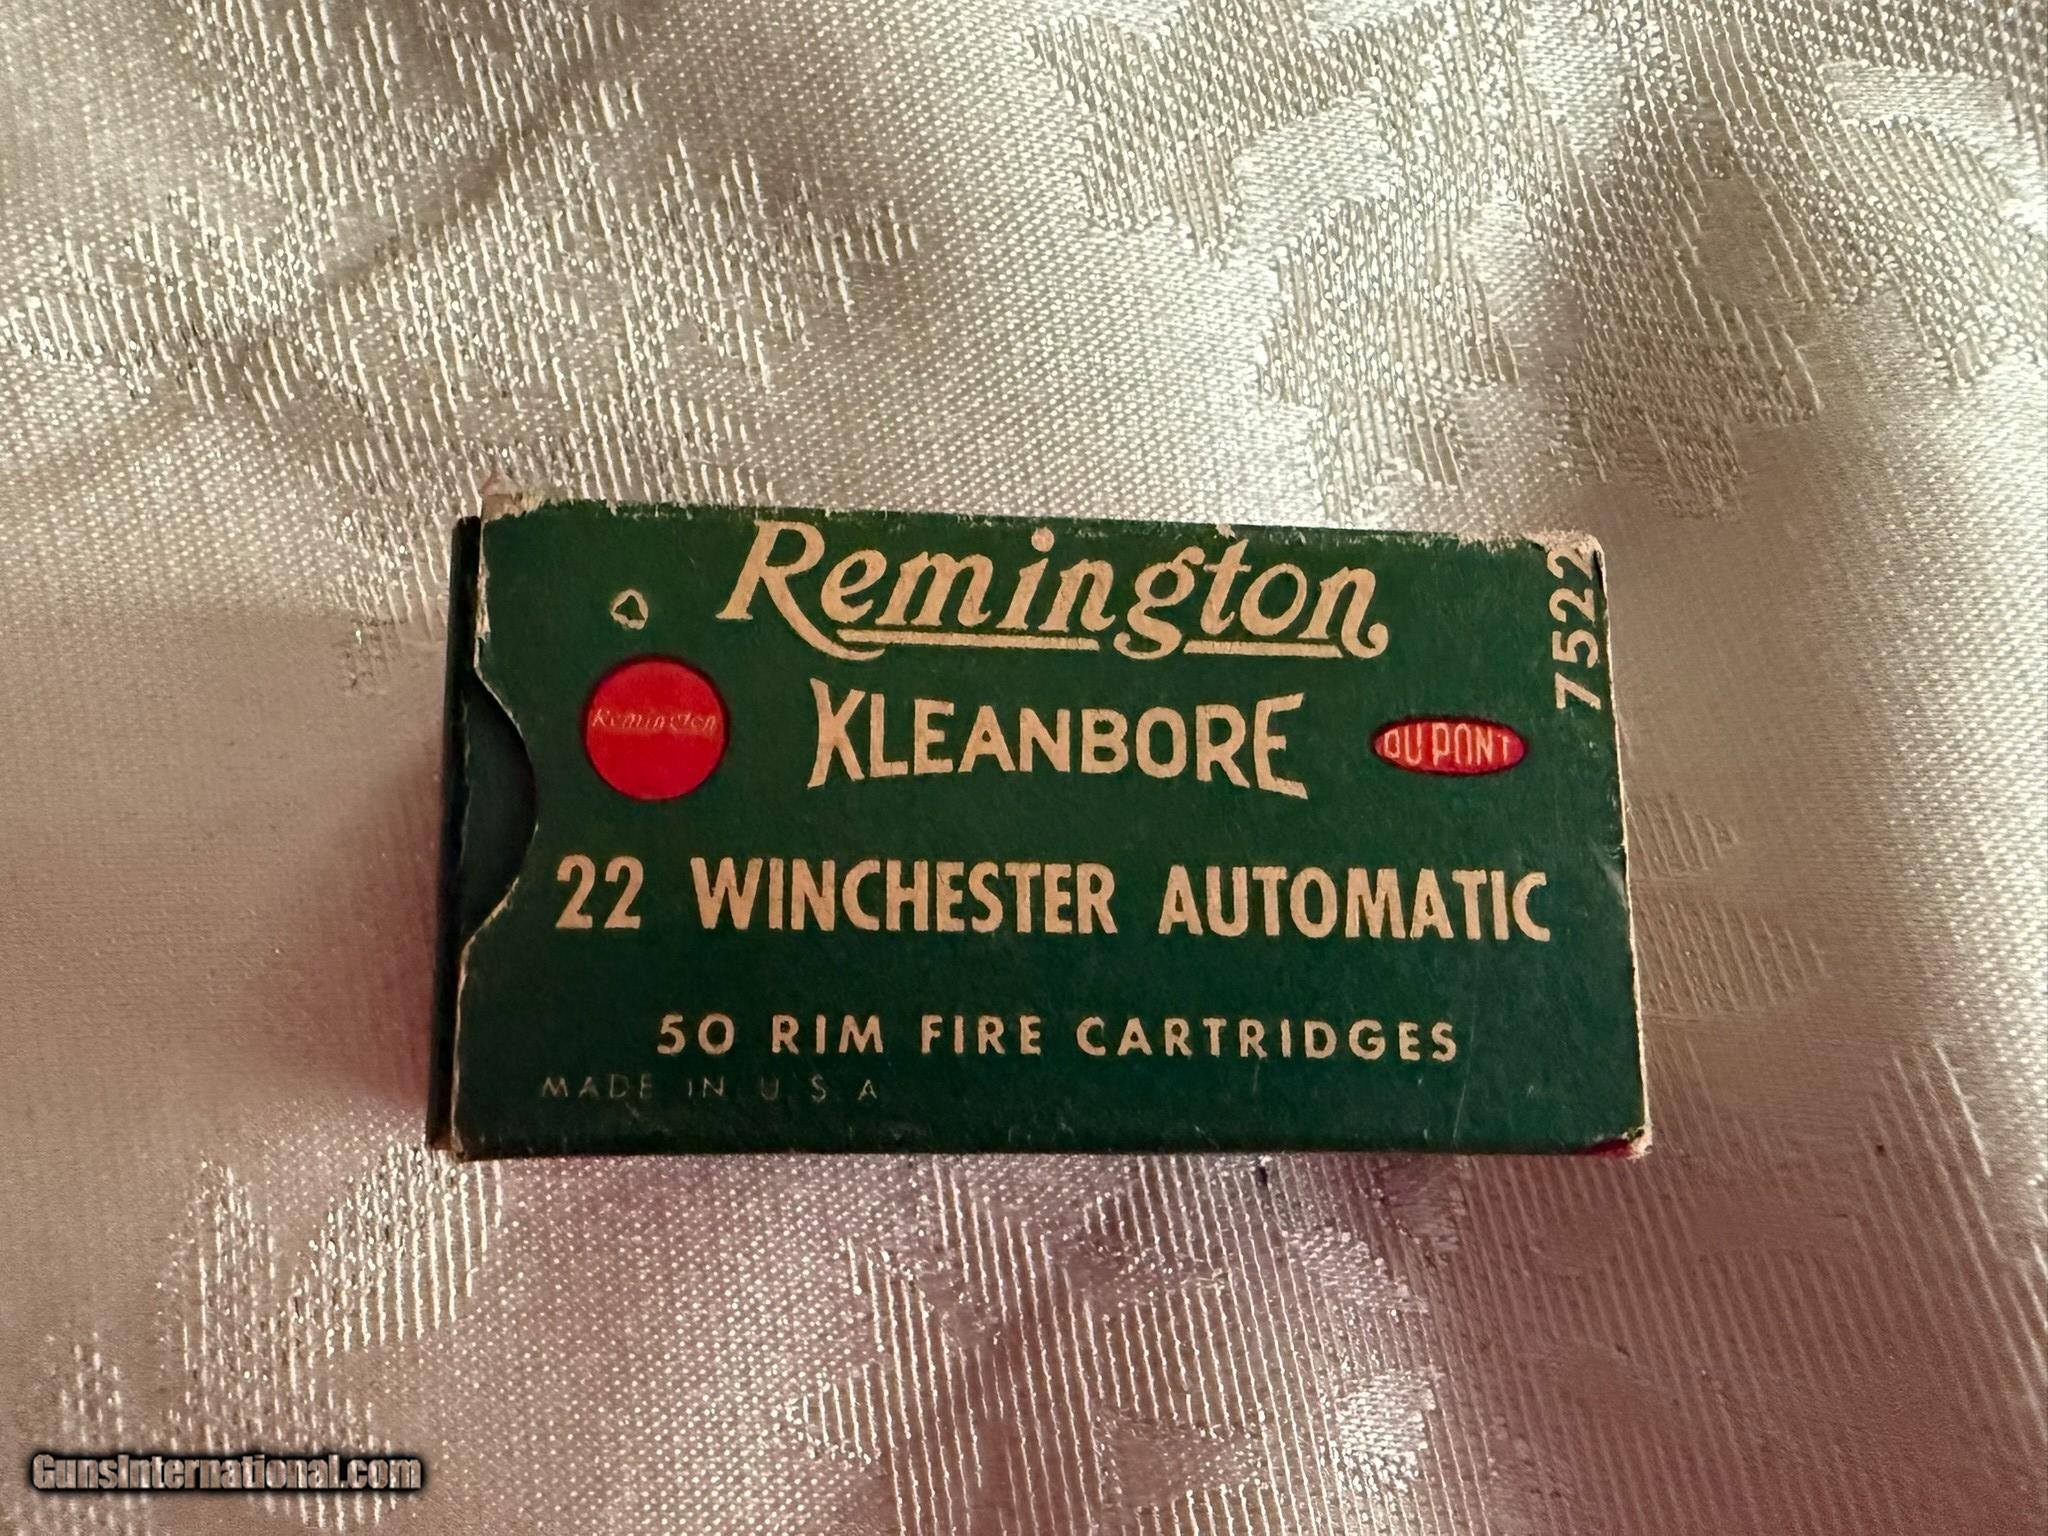 Remington
7522
Remington
KLEANBORE
DU PONT
22 WINCHESTER AUTOMATIC
50 RIM FIRE CARTRIDGES
MADE IN U.S.A
GunsInternational.com